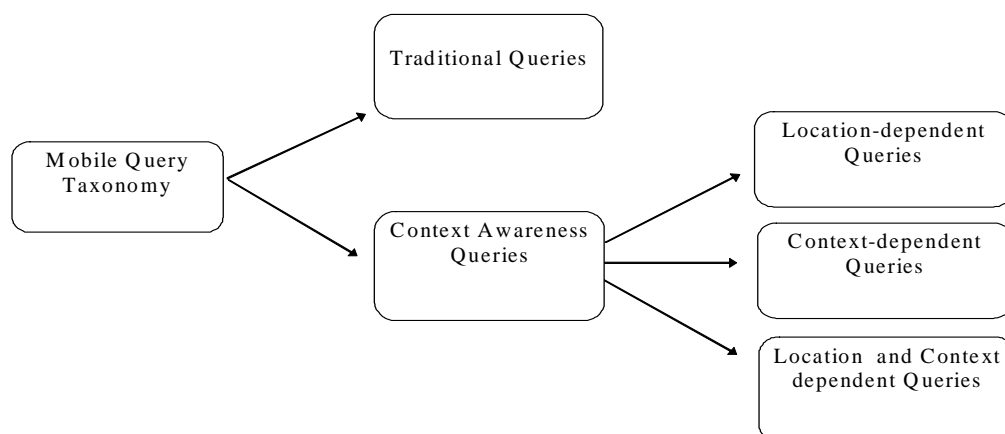 Traditional Queries
Mobile Query
Taxonomy
Context Awareness
Queries
Location-dependent
Queries
Context-dependent
Queries
Location and Context
dependent Queries